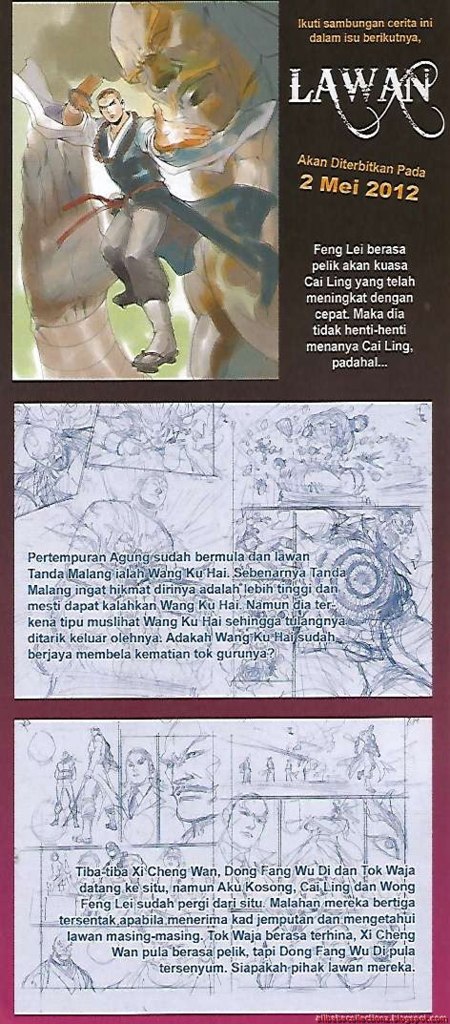 Ikuti sambungan cerita ini
dalam isu berikutnya,
LAWAN
Akan Diterbitkan Pada
2 Mei 2012
Feng Lei berasa
pelik akan kuasa
Cai Ling yang telah
meningkat dengan
cepat. Maka dia
tidak henti-henti
menanya Cai Ling,
padahal...
Pertempuran Agung sudah bermula dan lawan
Tanda Malang ialah Wang Ku Hai. Sebenarnya Tanda
Malang ingat hikmat dirinya adalah lebih tinggi dan
mesti dapat kalahkan Wang Ku Hai. Namun dia ter-
kena tipu muslihat Wang Ku Hai sehingga tulangnya
ditarik keluar olehnya. Adakah Wang Ku Hai sudah
berjaya membela kematian tok gurunya?
Tiba-tiba Xi Cheng Wan, Dong Fang Wu Di dan Tok Waja
datang ke situ, namun Aku Kosong, Cai Ling dan Wong
Feng Lei sudah pergi dari situ. Malahan mereka bertiga
tersentak apabila menerima kad jemputan dan mengetahui
lawan masing-masing. Tok Waja berasa terhina, Xi Cheng
Wan pula berasa pelik, tapi Dong Fang Wu Di pula
tersenyum. Siapakah pihak lawan mereka.